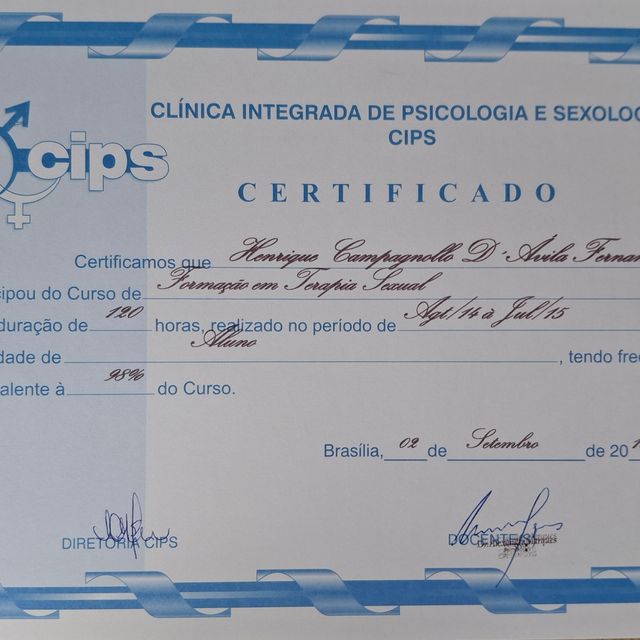 CLÍNICA INTEGRADA DE PSICOLOGIA E SEXOLOG
CIPS
cips
CERTIFICADO
Certificamos que Henrique Campagnollo D'Ávila Fernan
cipou do Curso de Formação em Terapia Sexual
duração de 120 horas, realizado no período de Agt/14 à Jul/15
dade de Aluno, tendo fre
alente à 98% do Curso.
Brasília, 02 de Setembro de 20
DIRETORIA CIPS
DOCENTE